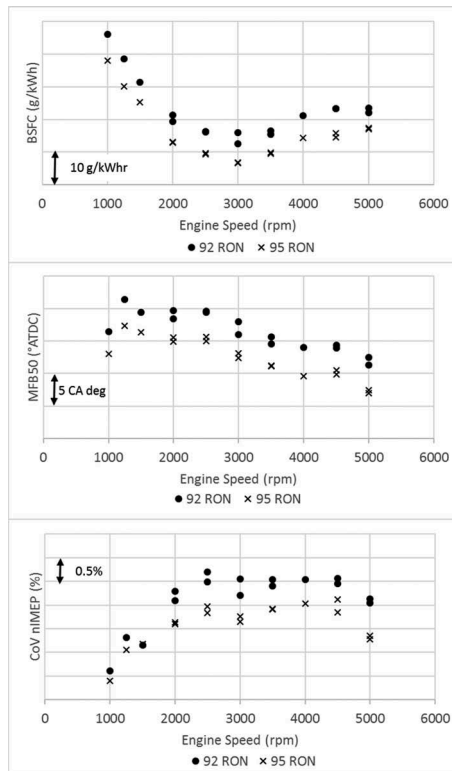 BSFC (g/kWh)
10 g/kWhr
0 1000 2000 3000 4000 5000 6000
Engine Speed (rpm)
● 92 RON × 95 RON
MFB50 (°ATDC)
5 CA deg
0 1000 2000 3000 4000 5000 6000
Engine Speed (rpm)
● 92 RON × 95 RON
CoV nIMEP (%)
0.5%
0 1000 2000 3000 4000 5000 6000
Engine Speed (rpm)
● 92 RON × 95 RON